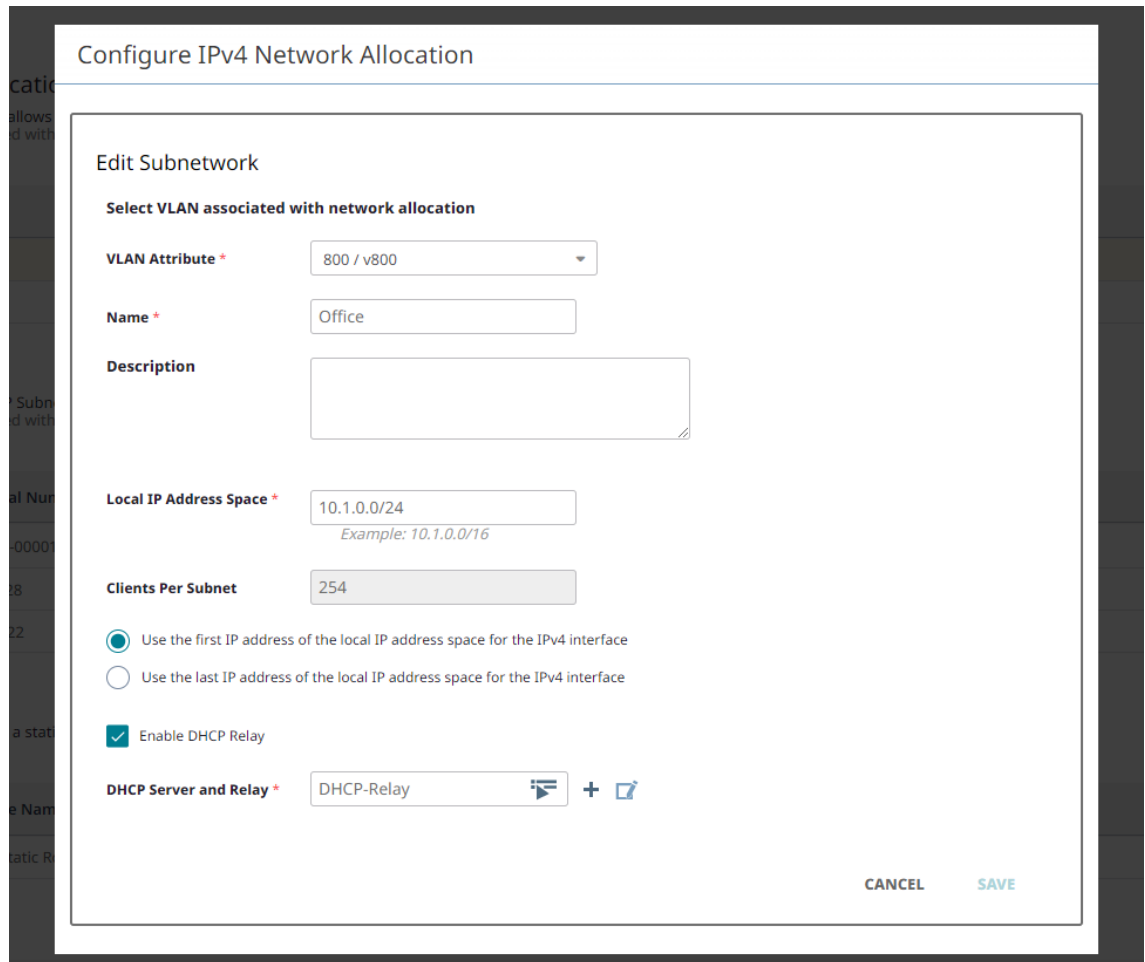 Configure IPv4 Network Allocation
allows
Edit Subnetwork
Select VLAN associated with network allocation
VLAN Attribute *
800 / v800
Name *
Office
Description
Local IP Address Space *
10.1.0.0/24
Example: 10.1.0.0/16
Clients Per Subnet
254
Use the first IP address of the local IP address space for the IPv4 interface
Use the last IP address of the local IP address space for the IPv4 interface
Enable DHCP Relay
DHCP Server and Relay *
DHCP-Relay
CANCEL
SAVE